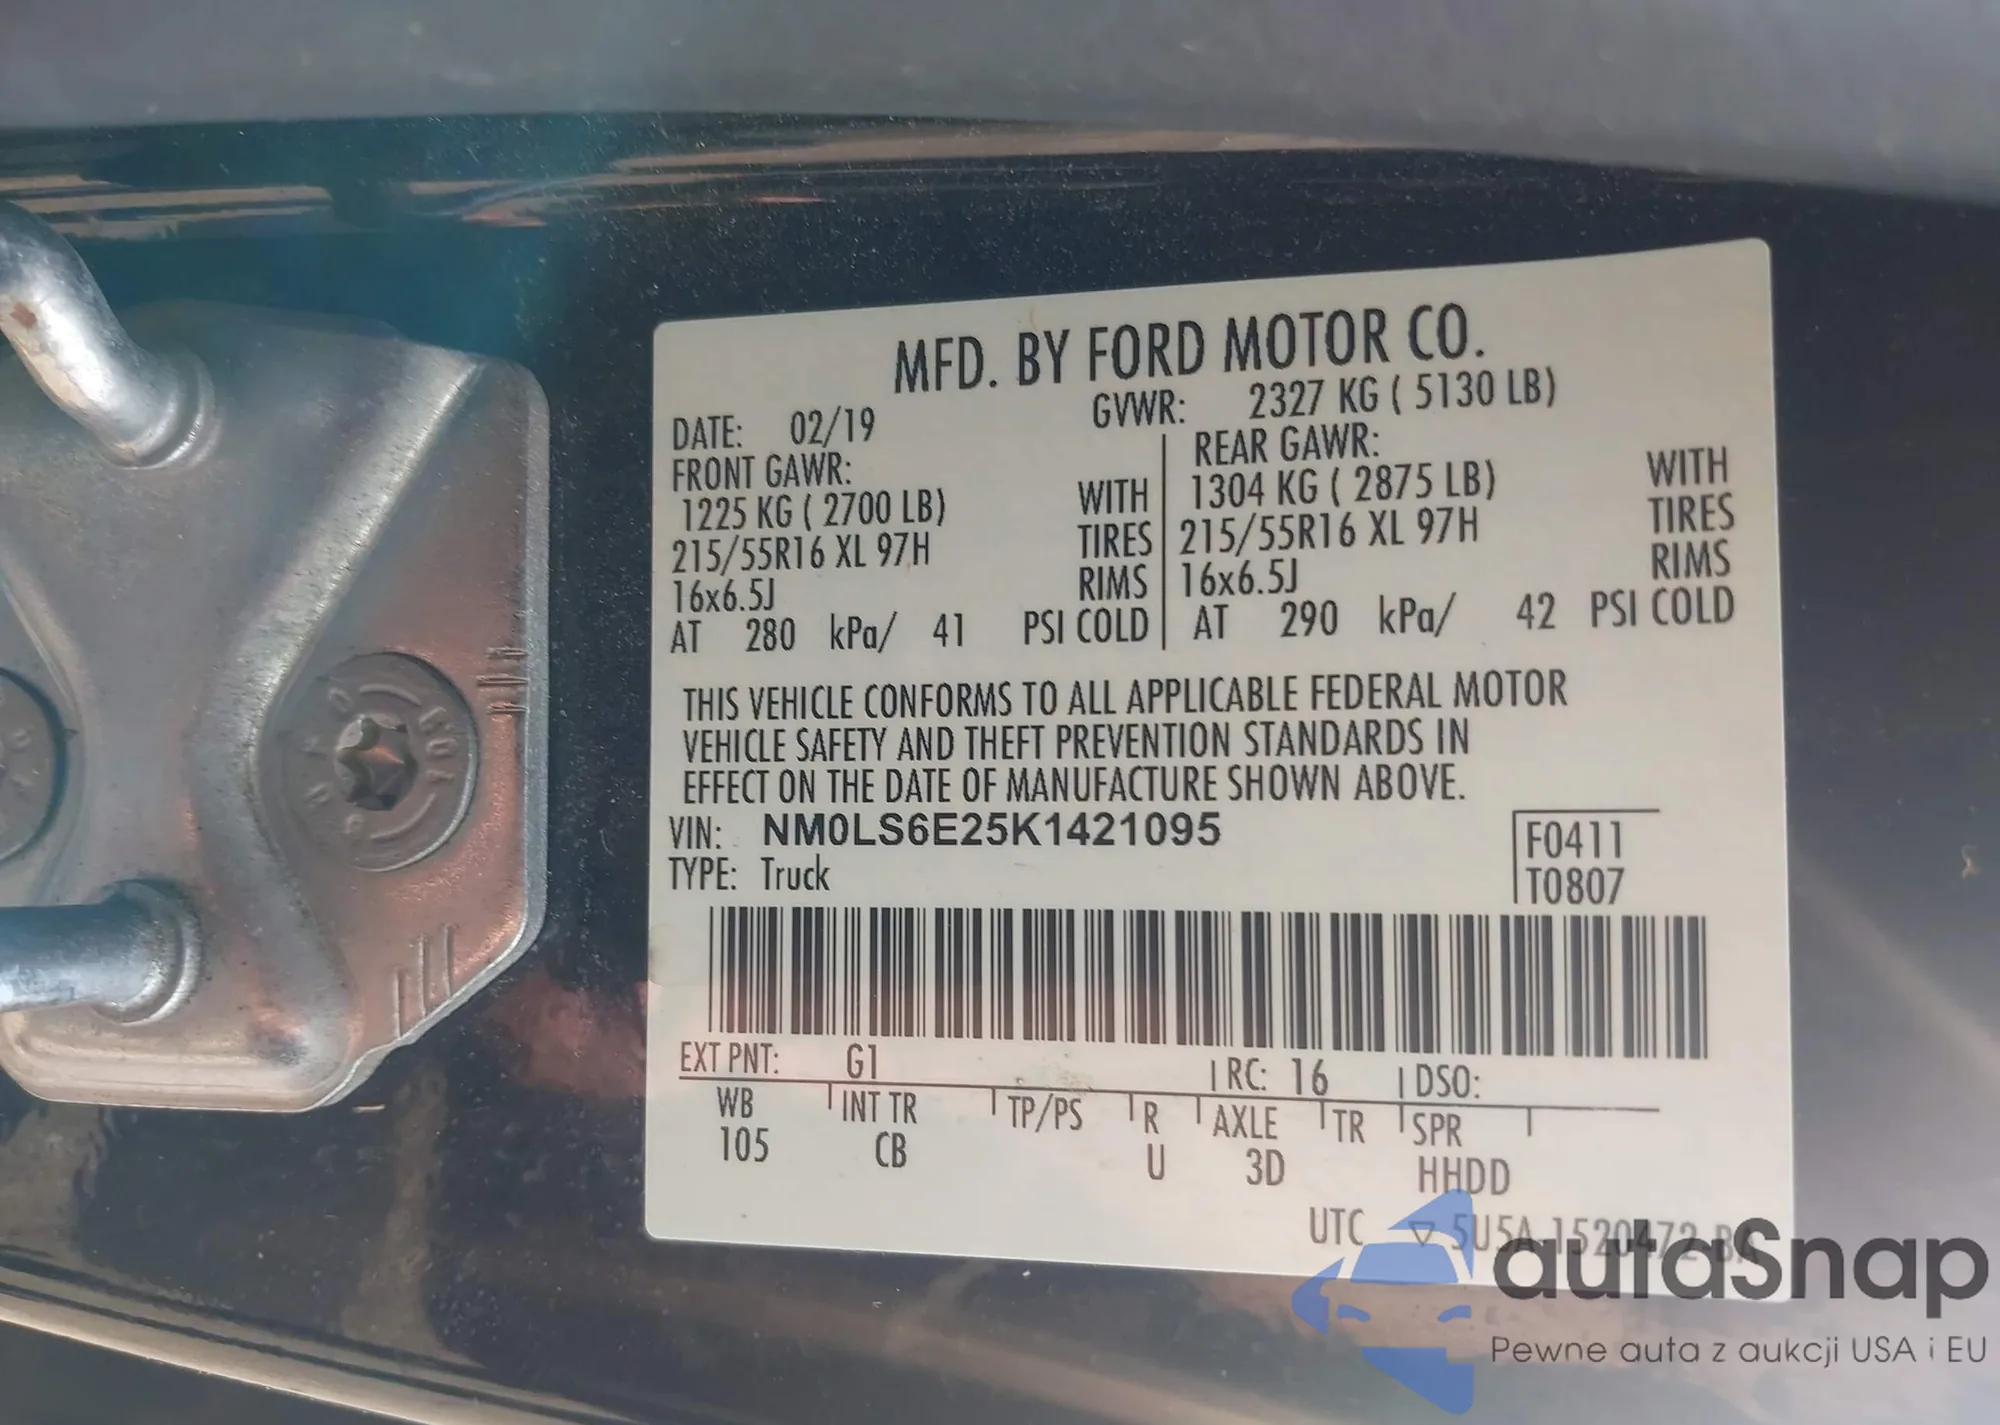 MFD. BY FORD MOTOR CO.
DATE: 02/19 GVWR: 2327 KG ( 5130 LB)
FRONT GAWR: REAR GAWR:
1225 KG ( 2700 LB) WITH 1304 KG ( 2875 LB) WITH
215/55R16 XL 97H TIRES 215/55R16 XL 97H TIRES
16x6.5J RIMS 16x6.5J RIMS
AT 280 kPa/ 41 PSI COLD AT 290 kPa/ 42 PSI COLD
THIS VEHICLE CONFORMS TO ALL APPLICABLE FEDERAL MOTOR
VEHICLE SAFETY AND THEFT PREVENTION STANDARDS IN
EFFECT ON THE DATE OF MANUFACTURE SHOWN ABOVE.
VIN: NM0LS6E25K1421095 F0411
TYPE: Truck T0807
EXT PNT: G1 RC: 16 DSO:
WB INT TR TP/PS R AXLE TR SPR
105 CB U 3D HHDD
UTC ▽ 5U5A-1520472-BA
autaSnap
Pewne auta z aukcji USA i EU